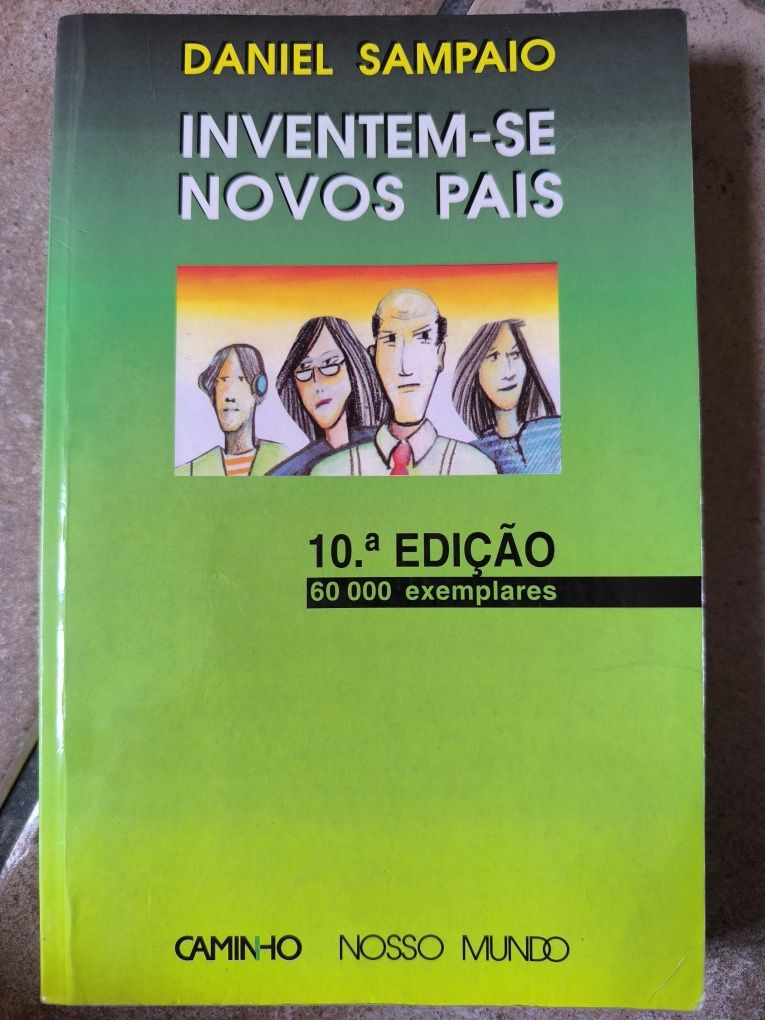 DANIEL SAMPAIO
INVENTEM-SE
NOVOS PAIS
10.ª EDIÇÃO
60 000 exemplares
CAMINHO NOSSO MUNDO